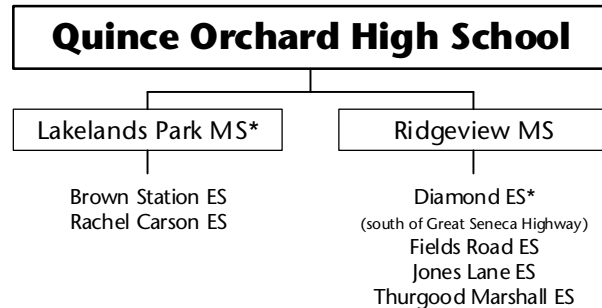 Quince Orchard High School
Lakelands Park MS*
Brown Station ES
Rachel Carson ES
Ridgeview MS
Diamond ES*
(south of Great Seneca Highway)
Fields Road ES
Jones Lane ES
Thurgood Marshall ES